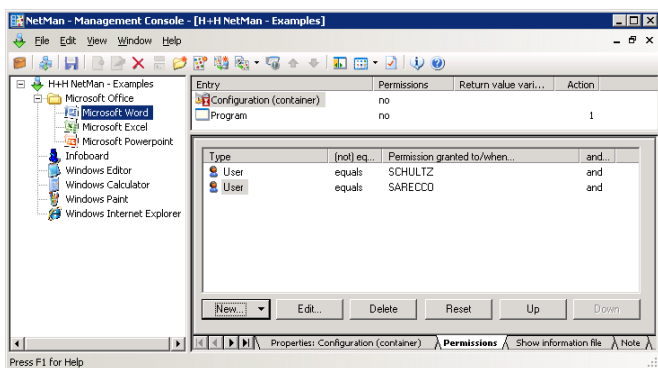 NetMan - Management Console - [H+H NetMan - Examples]
File Edit View Window Help
H+H NetMan - Examples
Microsoft Office
Microsoft Word
Microsoft Excel
Microsoft Powerpoint
Infoboard
Windows Editor
Windows Calculator
Windows Paint
Windows Internet Explorer
Entry Permissions Return value vari... Action
Configuration (container) no
Program no 1
Type (not) eq... Permission granted to/when... and...
User equals SCHULTZ and
User equals SARECCO and
New... Edit... Delete Reset Up Down
Properties: Configuration (container) Permissions Show information file Note
Press F1 for Help